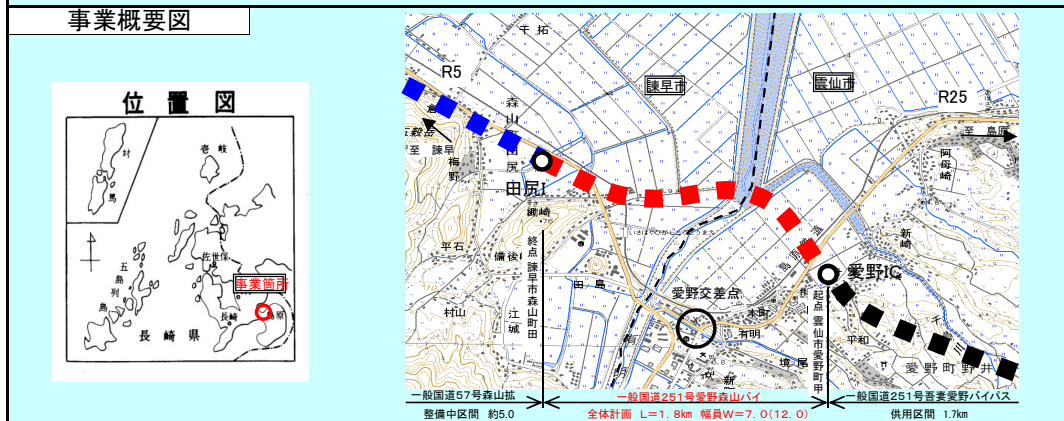 事業概要図
位置図
対
馬
壱
岐
五
島
列
島
佐世保
事業箇所
長崎
島原
長崎県
干拓
R5
諫早市
雲仙市
R25
至 島原
森山町田尻
至 諫早
梅野
田尻I
阿母崎
新崎
平石
備後
田島
愛野交差点
愛野IC
村山
江城
本町
有明
平和
境尾
愛野町野井
終点 諫早市森山町田
起点 雲仙市愛野町甲
一般国道57号森山拡
整備中区間 約5.0
一般国道251号愛野森山バイ
全体計画 L=1.8km 幅員W=7.0(12.0)
一般国道251号吾妻愛野バイパス
供用区間 1.7km